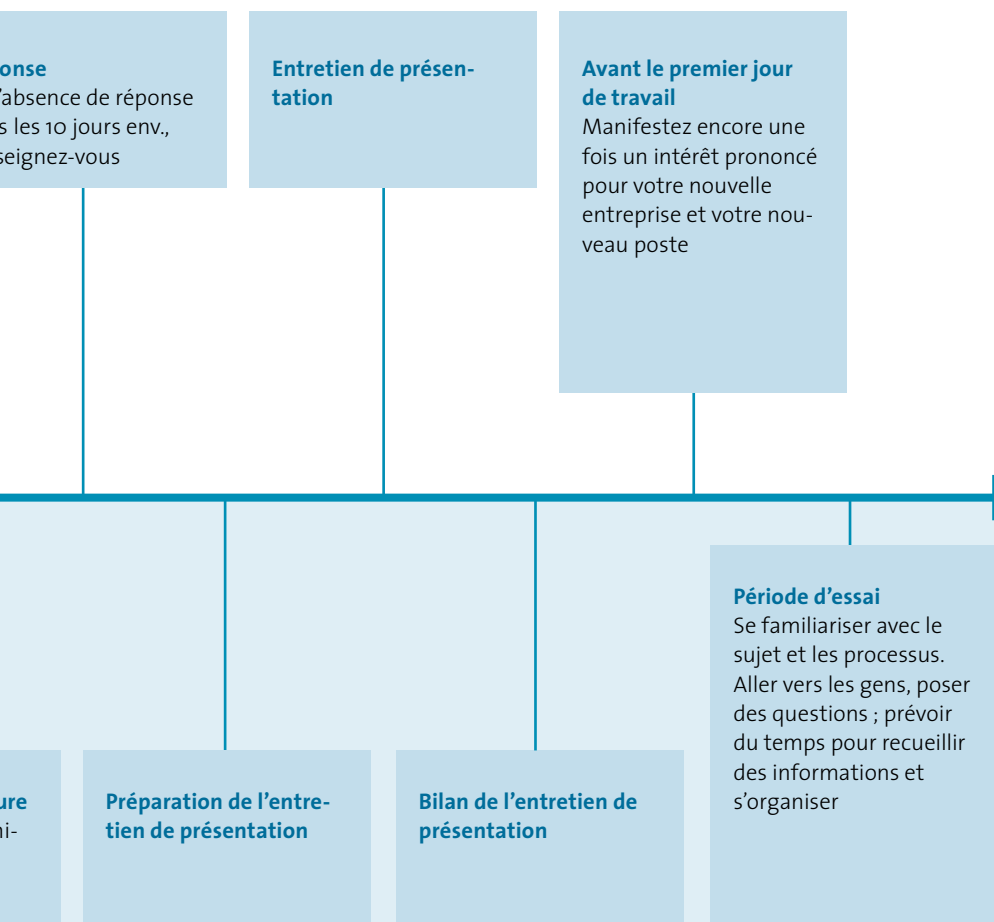 onse
'absence de réponse
s les 10 jours env.,
seignez-vous
Entretien de présen-
tation
Avant le premier jour
de travail
Manifestez encore une
fois un intérêt prononcé
pour votre nouvelle
entreprise et votre nou-
veau poste
ure
ni-
Préparation de l'entre-
tien de présentation
Bilan de l'entretien de
présentation
Période d'essai
Se familiariser avec le
sujet et les processus.
Aller vers les gens, poser
des questions ; prévoir
du temps pour recueillir
des informations et
s'organiser